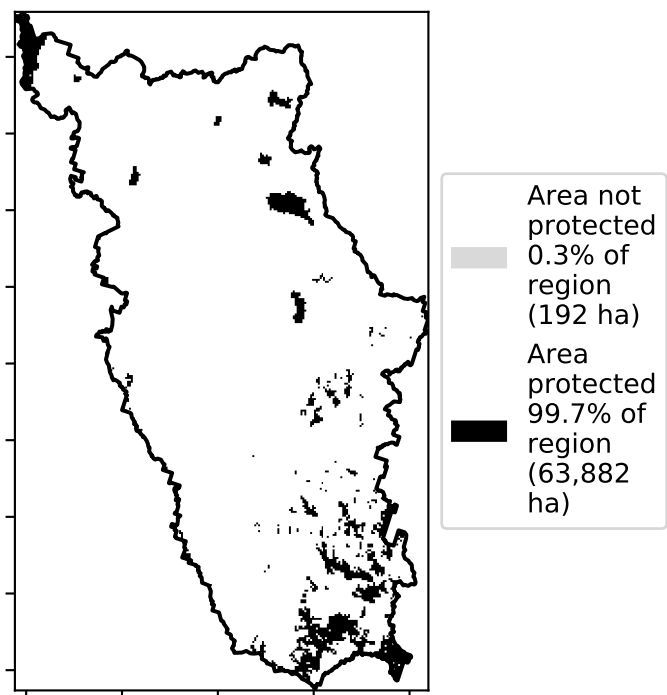 Area not
protected
0.3% of
region
(192 ha)
Area
protected
99.7% of
region
(63,882
ha)